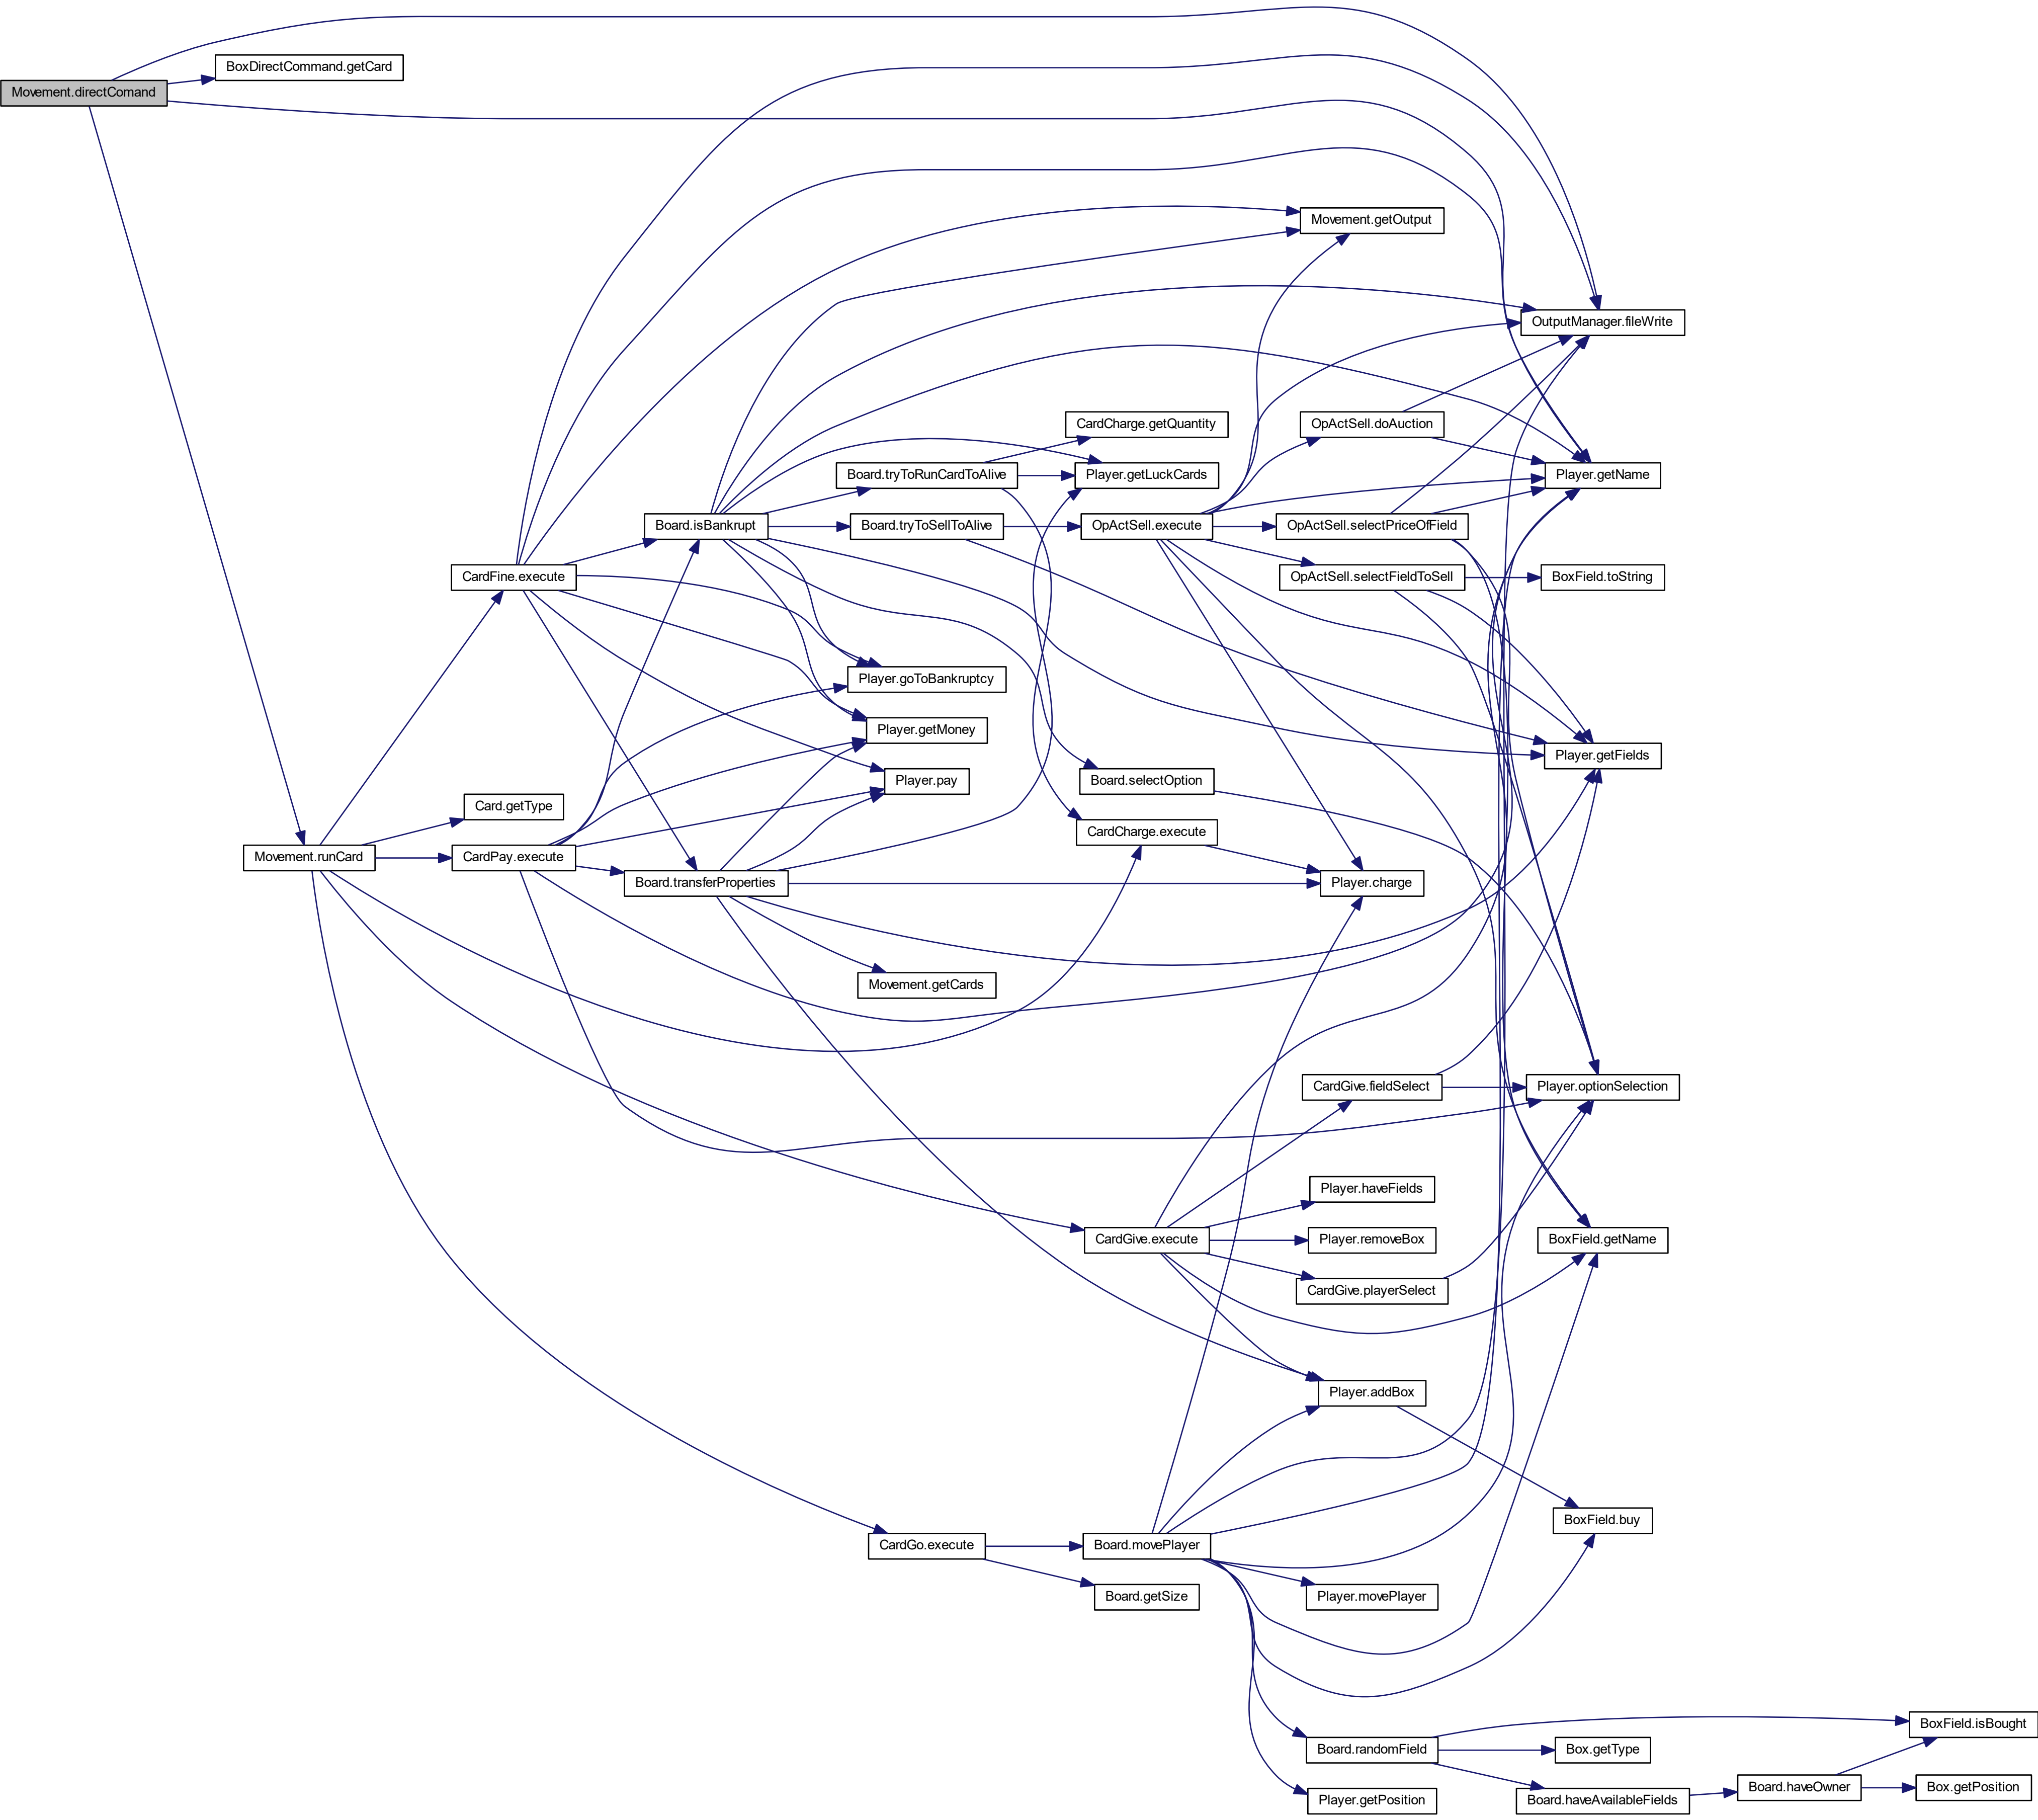 BoxDirectCommand.getCard
Movement.directComand
Movement.getOutput
OutputManager.fileWrite
CardCharge.getQuantity
OpActSell.doAuction
Board.tryToRunCardToAlive
Player.getLuckCards
Player.getName
Board.isBankrupt
Board.tryToSellToAlive
OpActSell.execute
OpActSell.selectPriceOfField
CardFine.execute
OpActSell.selectFieldToSell
BoxField.toString
Player.goToBankruptcy
Player.getMoney
Player.getFields
Player.pay
Board.selectOption
Card.getType
CardCharge.execute
Movement.runCard
CardPay.execute
Board.transferProperties
Player.charge
Movement.getCards
CardGive.fieldSelect
Player.optionSelection
Player.haveFields
CardGive.execute
Player.removeBox
BoxField.getName
CardGive.playerSelect
Player.addBox
BoxField.buy
CardGo.execute
Board.movePlayer
Board.getSize
Player.movePlayer
BoxField.isBought
Board.randomField
Box.getType
Board.haveOwner
Box.getPosition
Player.getPosition
Board.haveAvailableFields